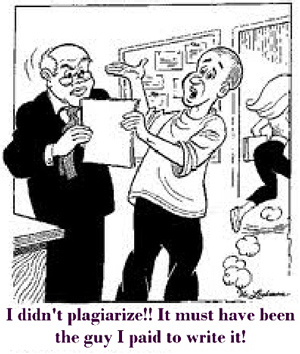 I didn't plagiarize!! It must have been
the guy I paid to write it!